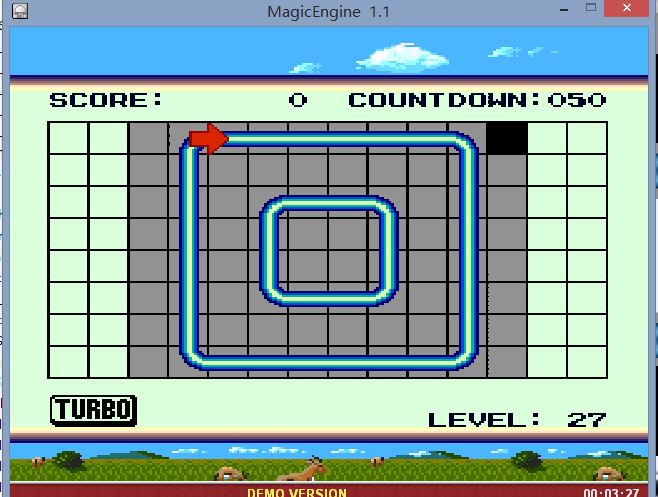 MagicEngine 1.1
SCORE: 0 COUNTDOWN:050
TURBO
LEVEL: 27
DEMO VERSION 00:03:27